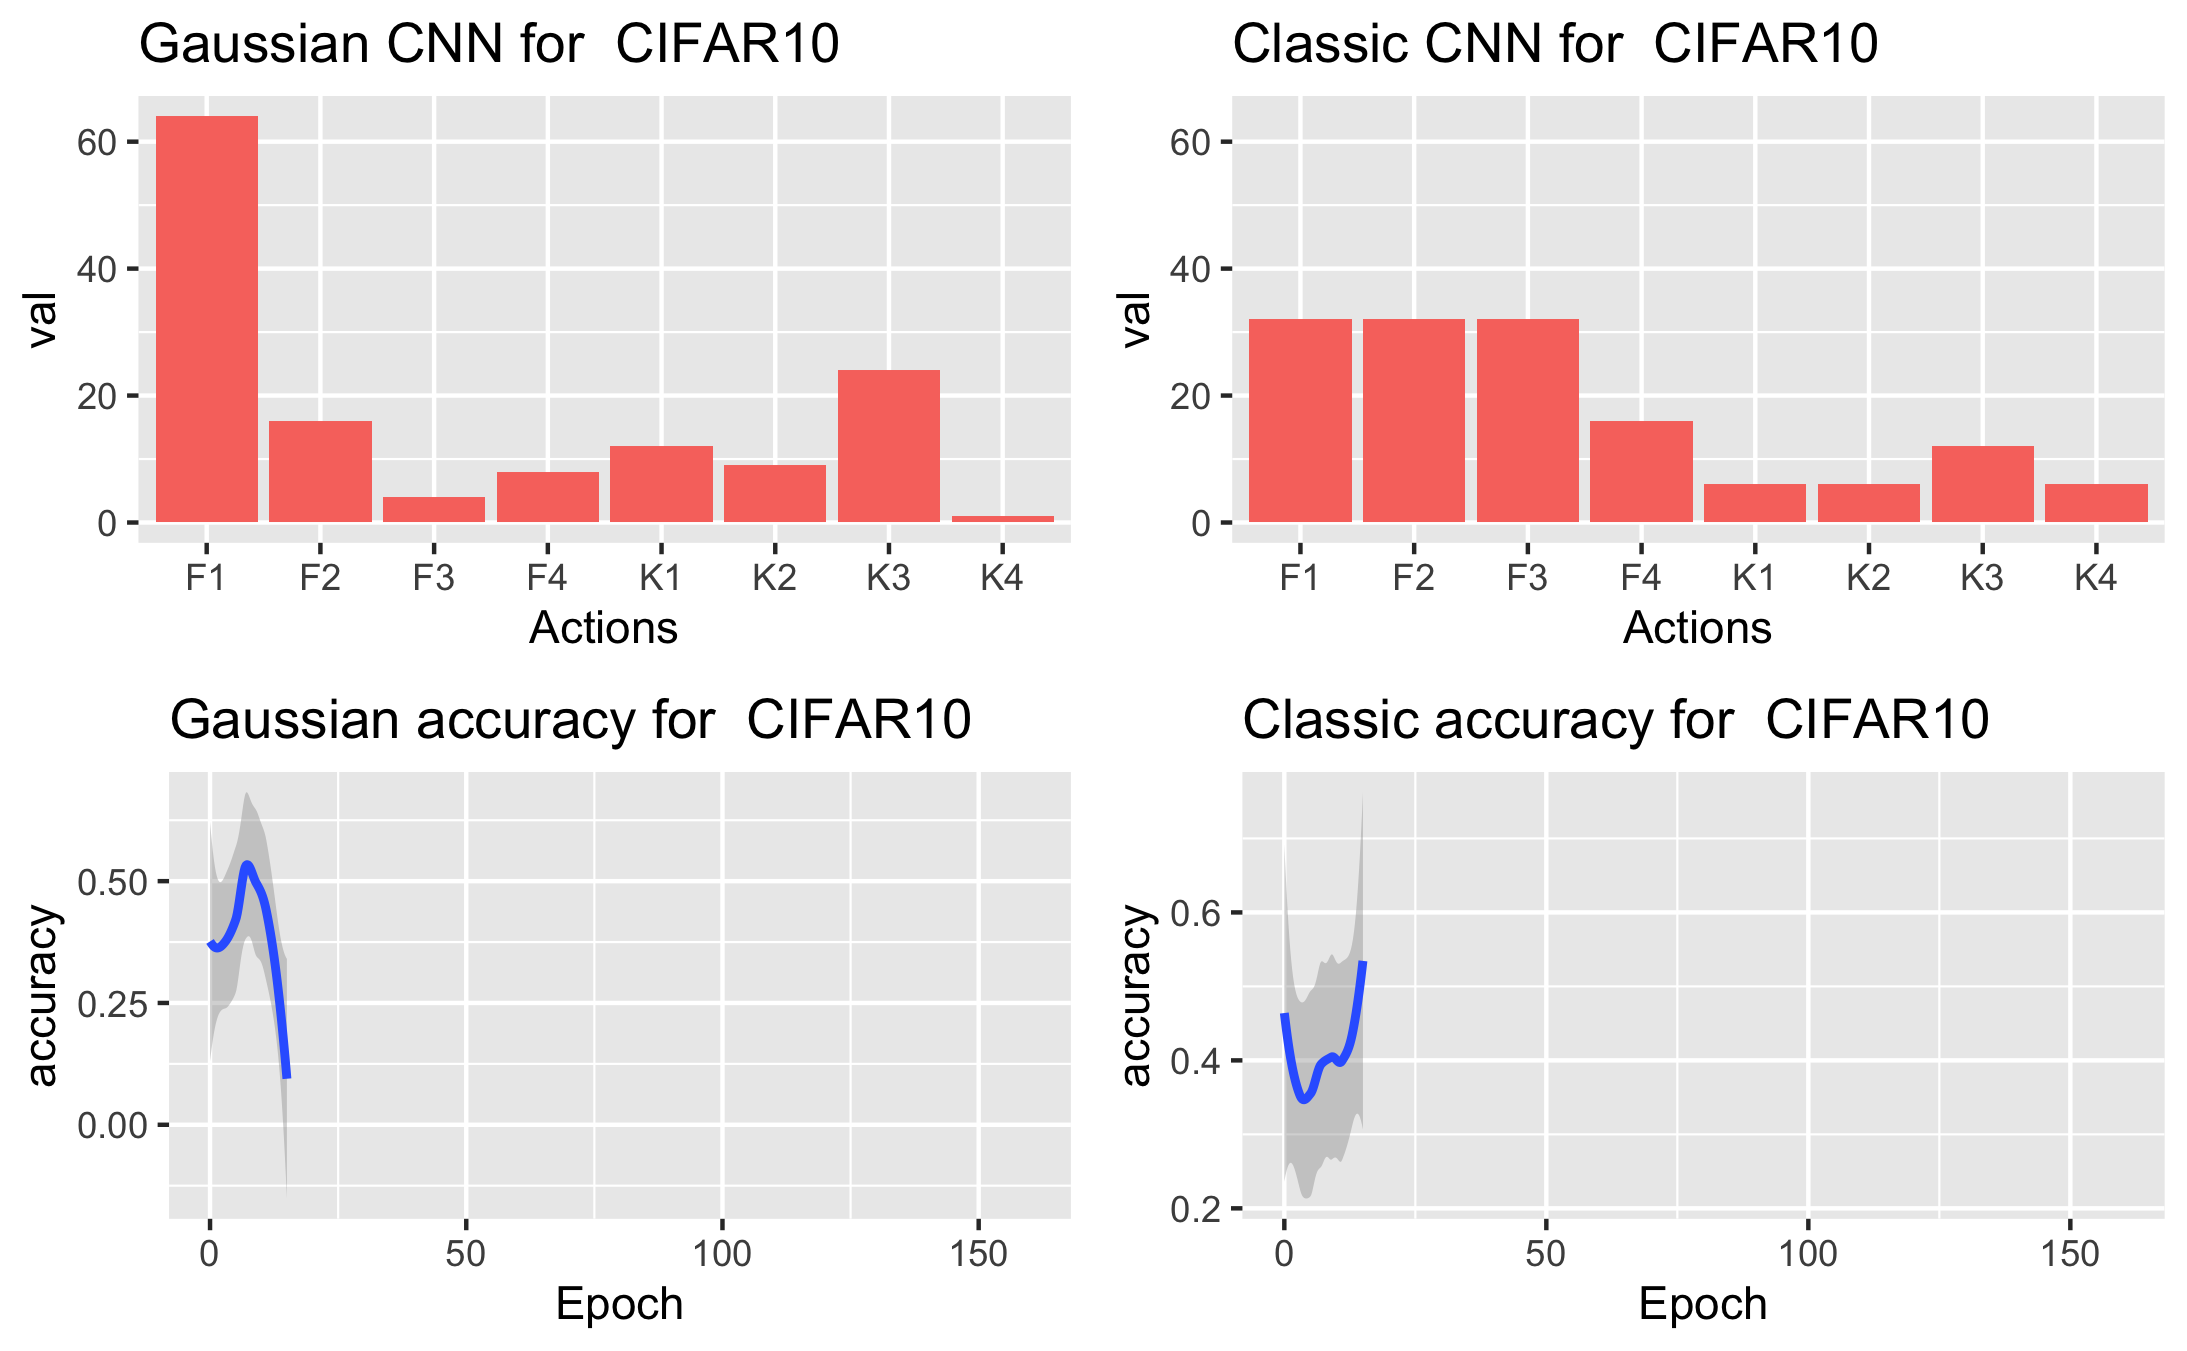 Gaussian CNN for  CIFAR10
60
40
20
0
val
F1 F2 F3 F4 K1 K2 K3 K4
Actions
Classic CNN for  CIFAR10
60
40
20
0
val
F1 F2 F3 F4 K1 K2 K3 K4
Actions
Gaussian accuracy for  CIFAR10
0.50
0.25
0.00
accuracy
0 50 100 150
Epoch
Classic accuracy for  CIFAR10
0.6
0.4
0.2
accuracy
0 50 100 150
Epoch